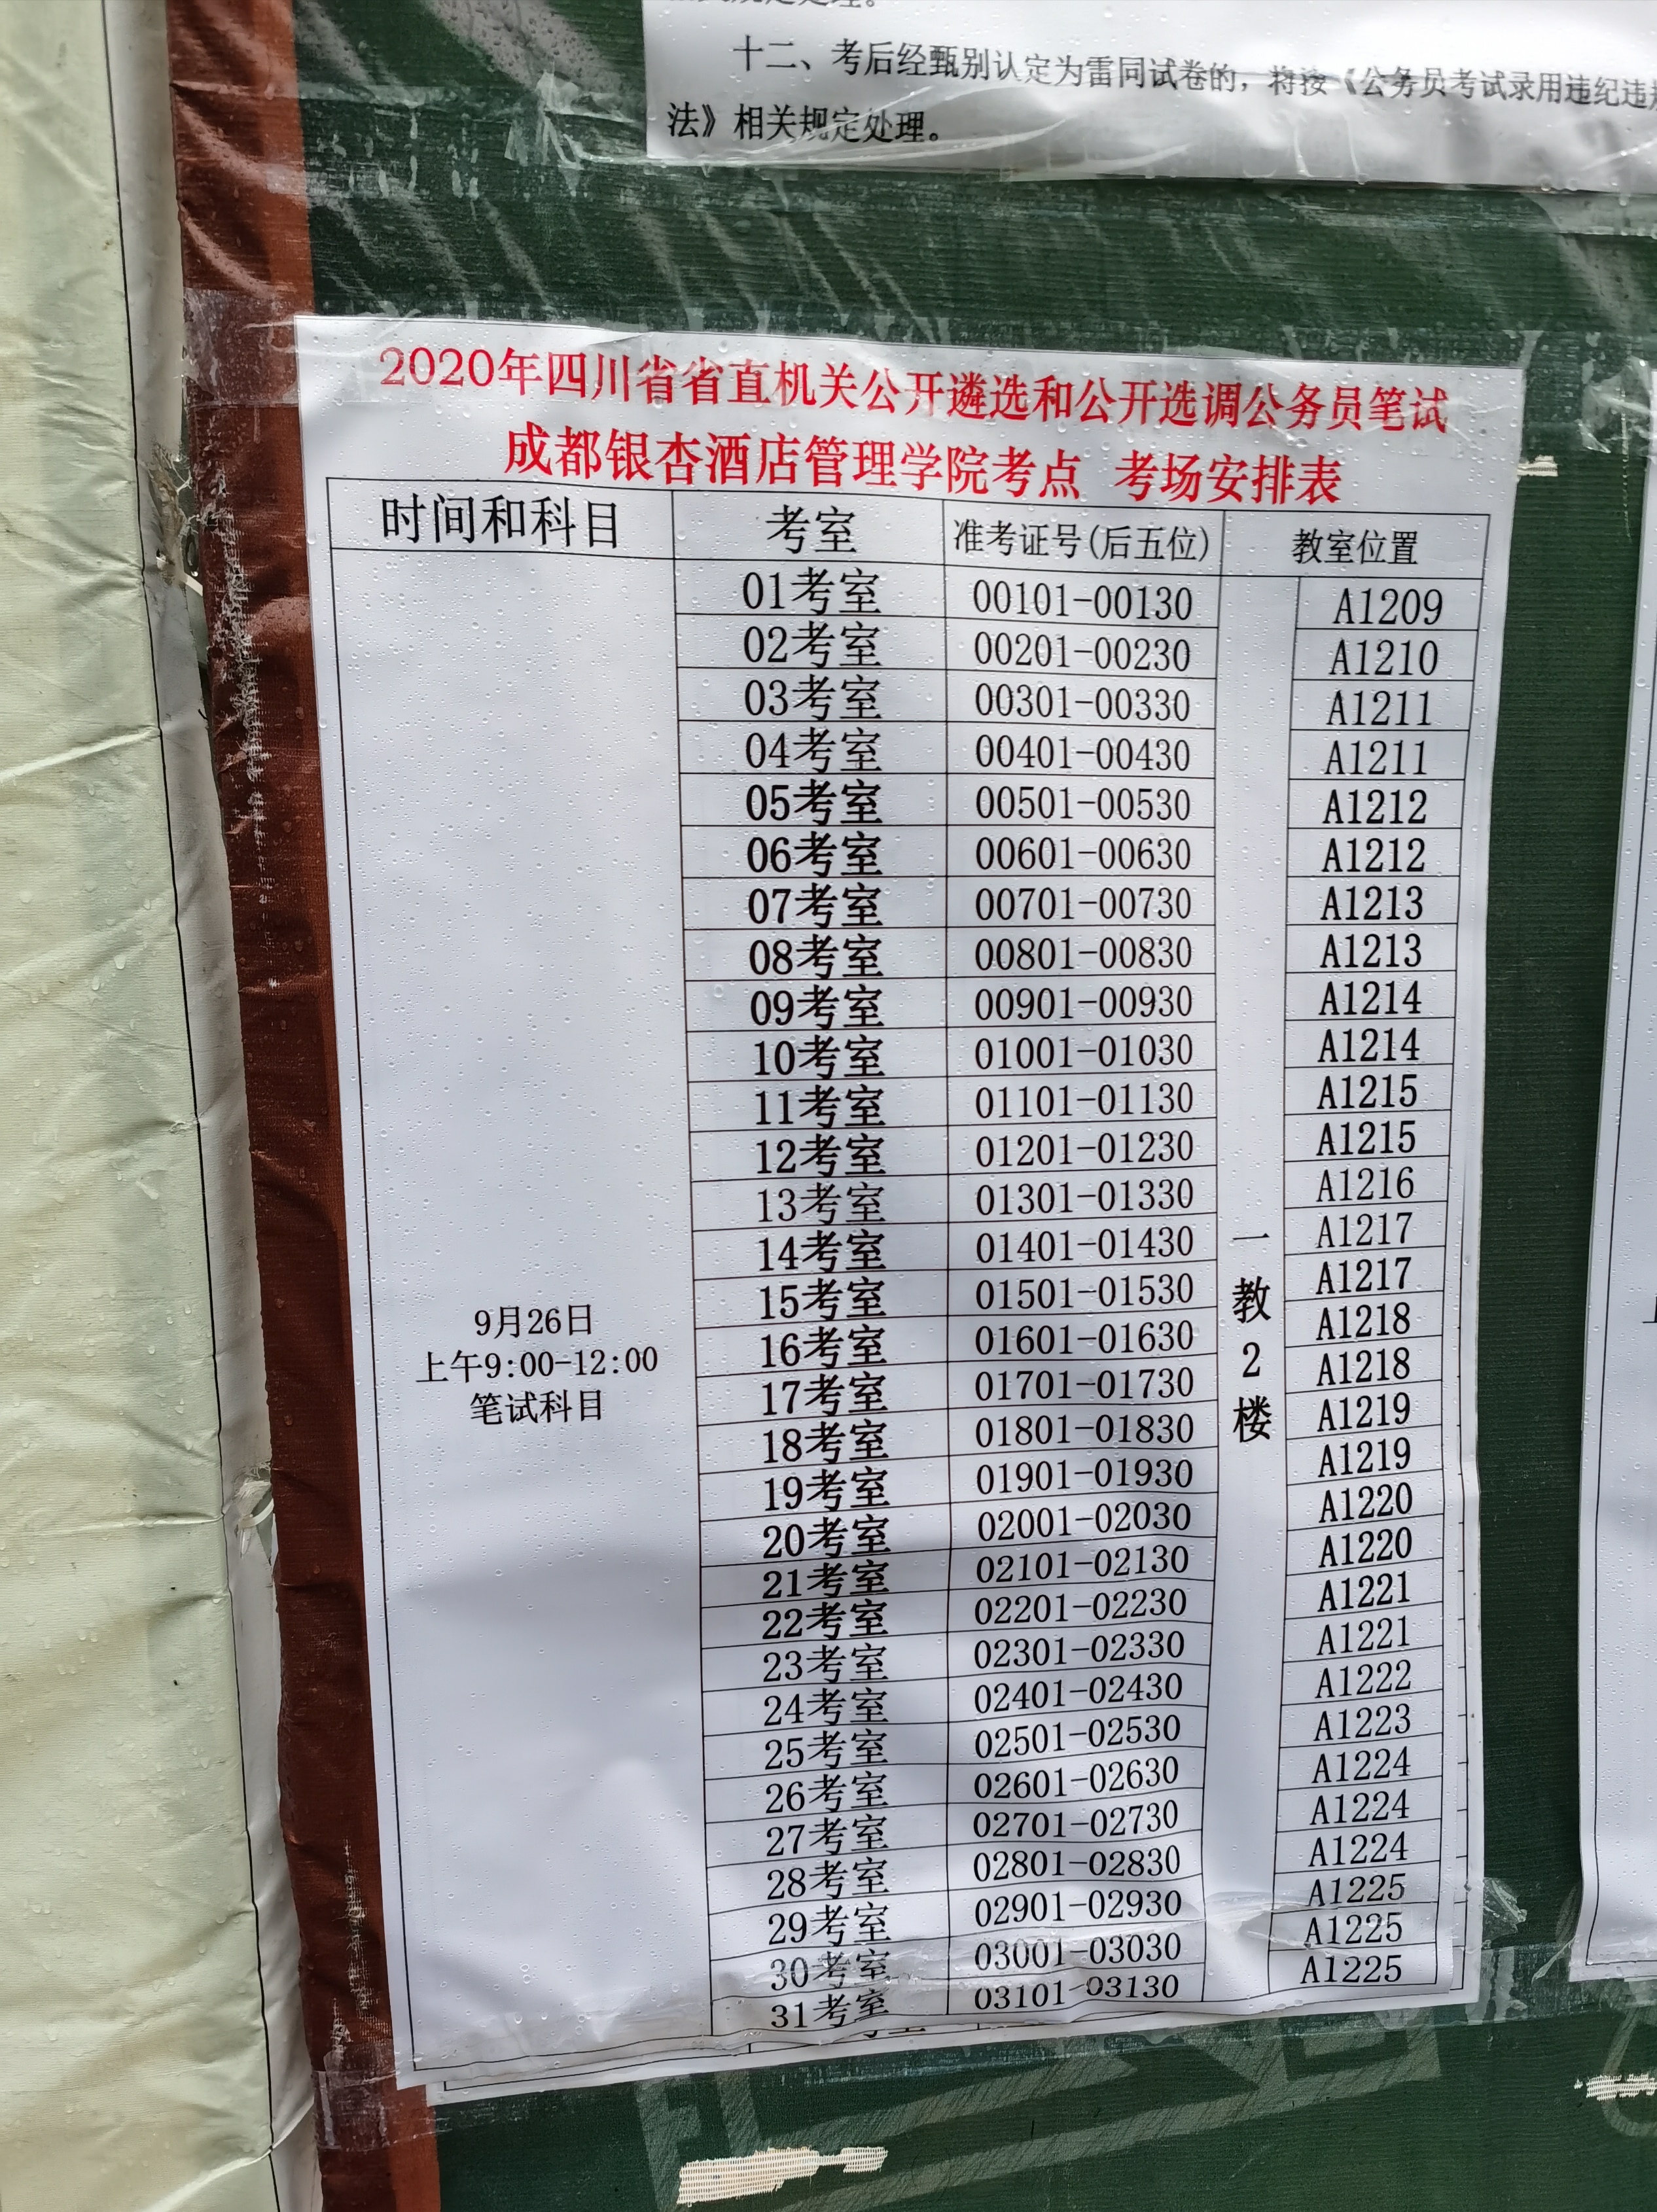 十二、考后经甄别认定为雷同试卷的，将按《公务员考试录用违纪违
法》相关规定处理。
2020年四川省省直机关公开遴选和公开选调公务员笔试
成都银杏酒店管理学院考点 考场安排表
时间和科目 考室 准考证号(后五位) 教室位置
01考室 00101-00130 A1209
02考室 00201-00230 A1210
03考室 00301-00330 A1211
04考室 00401-00430 A1211
05考室 00501-00530 A1212
06考室 00601-00630 A1212
07考室 00701-00730 A1213
08考室 00801-00830 A1213
09考室 00901-00930 A1214
10考室 01001-01030 A1214
11考室 01101-01130 A1215
12考室 01201-01230 A1215
13考室 01301-01330 A1216
14考室 01401-01430 A1217
15考室 01501-01530 A1217
16考室 01601-01630 A1218
17考室 01701-01730 A1218
18考室 01801-01830 A1219
19考室 01901-01930 A1219
20考室 02001-02030 A1220
21考室 02101-02130 A1220
22考室 02201-02230 A1221
23考室 02301-02330 A1221
24考室 02401-02430 A1222
25考室 02501-02530 A1223
26考室 02601-02630 A1224
27考室 02701-02730 A1224
28考室 02801-02830 A1224
29考室 02901-02930 A1225
30考室 03001-03030 A1225
31考室 03101-03130 A1225
9月26日
上午9:00-12:00
笔试科目
一教2楼